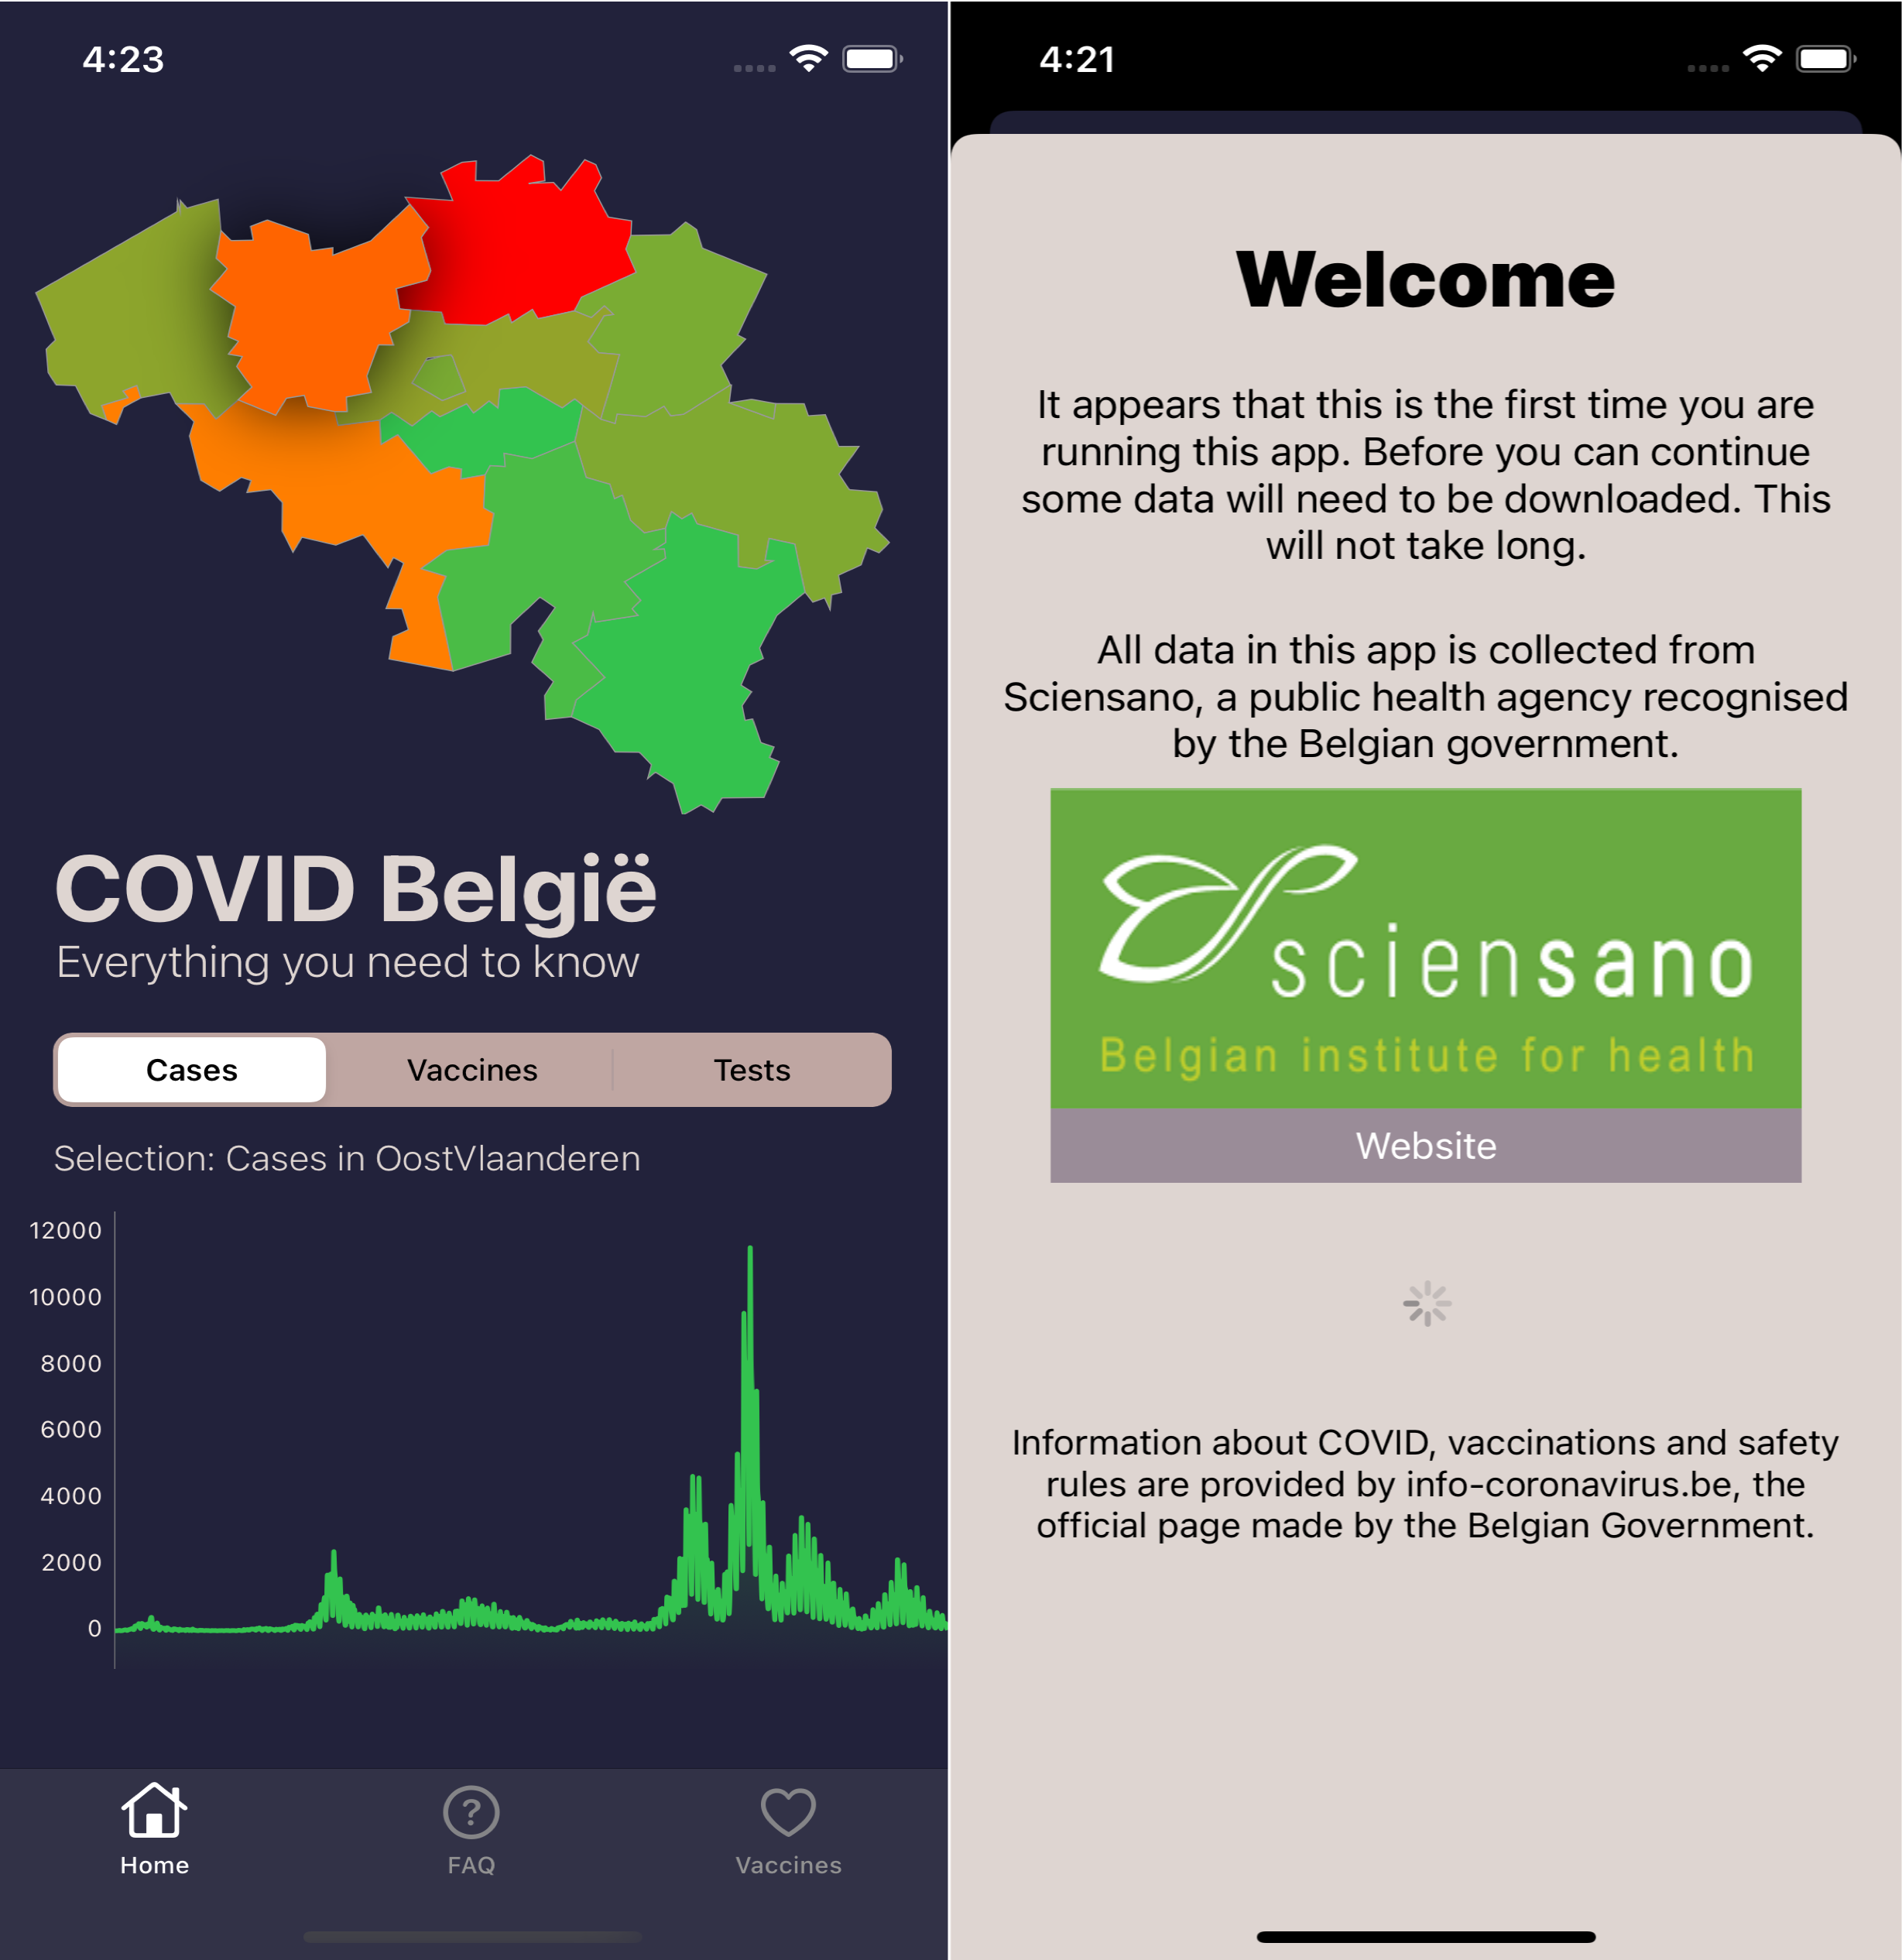 4:23
COVID België
Everything you need to know
Cases
Vaccines
Tests
Selection: Cases in OostVlaanderen
12000
10000
8000
6000
4000
2000
0
Home
FAQ
Vaccines
4:21
Welcome
It appears that this is the first time you are
running this app. Before you can continue
some data will need to be downloaded. This
will not take long.
All data in this app is collected from
Sciensano, a public health agency recognised
by the Belgian government.
sciensano
Belgian institute for health
Website
Information about COVID, vaccinations and safety
rules are provided by info-coronavirus.be, the
official page made by the Belgian Government.